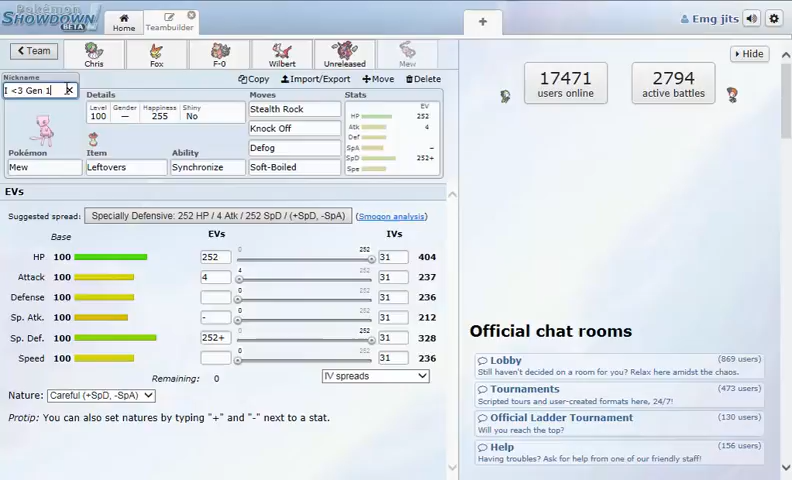 Pokémon
SHOWDOWN
BETA
Home
Teambuilder
+
Emg jits
< Team
Chris
Fox
F-0
Wilbert
Unreleased
Mew
Nickname
I <3 Gen 1
Copy
Import/Export
Move
Delete
Details
Level
100
Gender
—
Happiness
255
Shiny
No
Pokémon
Mew
Item
Leftovers
Ability
Synchronize
Moves
Stealth Rock
Knock Off
Defog
Soft-Boiled
Stats
EV
HP 252
Atk 4
Def
SpA –
SpD 252+
Spe
EVs
Suggested spread: Specially Defensive: 252 HP / 4 Atk / 252 SpD / (+SpD, -SpA) (Smogon analysis)
Base EVs IVs
HP 100 252 0 252 31 404
Attack 100 4 4 31 237
Defense 100 0 31 236
Sp. Atk. 100 - 0 31 212
Sp. Def. 100 252+ 0 252 31 328
Speed 100 0 31 236
Remaining: 0
IV spreads
Nature: Careful (+SpD, -SpA)
Protip: You can also set natures by typing "+" and "-" next to a stat.
Hide
17471
users online
2794
active battles
Official chat rooms
Lobby (869 users)
Still haven't decided on a room for you? Relax here amidst the chaos.
Tournaments (473 users)
Scripted tours and user-created formats here, 24/7!
Official Ladder Tournament (130 users)
Will you reach the top?
Help (156 users)
Having troubles? Ask for help from one of our friendly staff!